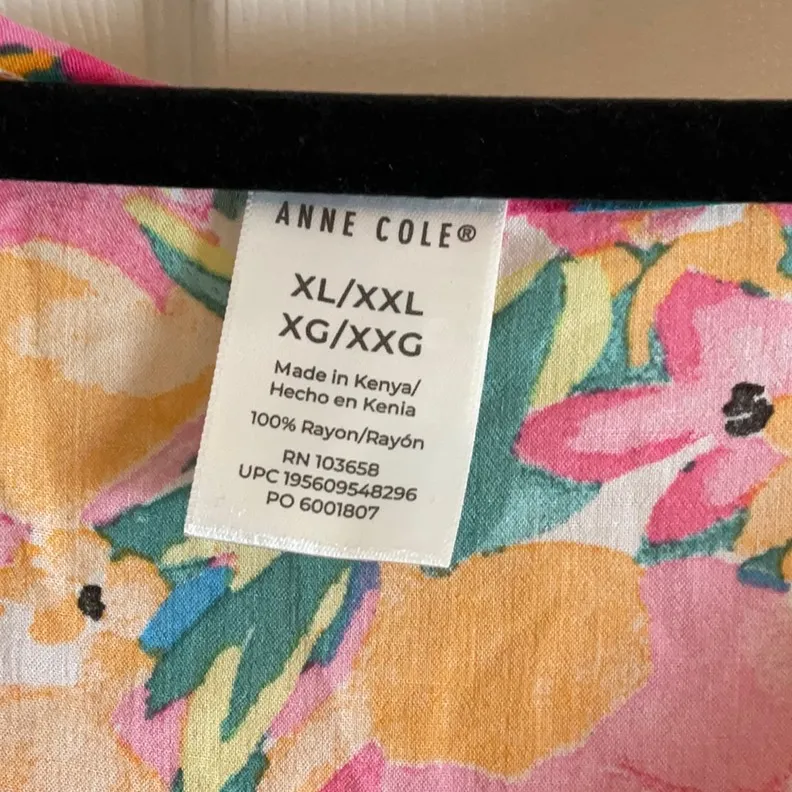 ANNE COLE®
XL/XXL
XG/XXG
Made in Kenya/
Hecho en Kenia
100% Rayon/Rayón
RN 103658
UPC 195609548296
PO 6001807